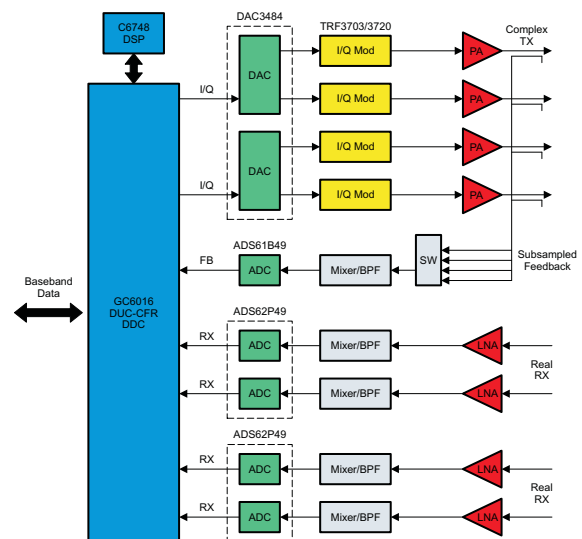 C6748
DSP
DAC3484
TRF3703/3720
Complex
TX
I/Q
DAC
I/Q Mod
PA
I/Q Mod
PA
I/Q
DAC
I/Q Mod
PA
I/Q Mod
PA
Baseband
Data
GC6016
DUC-CFR
DDC
ADS61B49
FB
ADC
Mixer/BPF
SW
Subsampled
Feedback
ADS62P49
RX
ADC
Mixer/BPF
LNA
RX
ADC
Mixer/BPF
LNA
Real
RX
ADS62P49
RX
ADC
Mixer/BPF
LNA
RX
ADC
Mixer/BPF
LNA
Real
RX